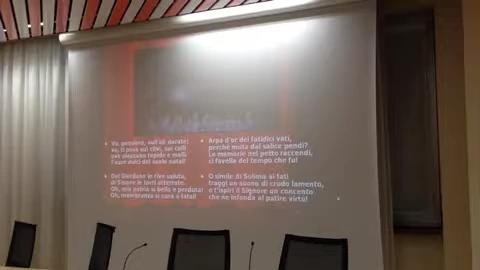 Va, pensiero, sull'ali dorate;
va, ti posa sui clivi, sui colli
ove olezzano tepide e molli
l'aure dolci del suolo natal!
Del Giordano le rive saluta,
di Sionne le torri atterrate.
Oh, mia patria sì bella e perduta!
Oh, membranza sì cara e fatal!
Arpa d'or dei fatidici vati,
perché muta dal salice pendi?
Le memorie nel petto raccendi,
ci favella del tempo che fu!
O simile di Solima ai fati
traggi un suono di crudo lamento,
o t'ispiri il Signore un concento
che ne infonda al patire virtù!